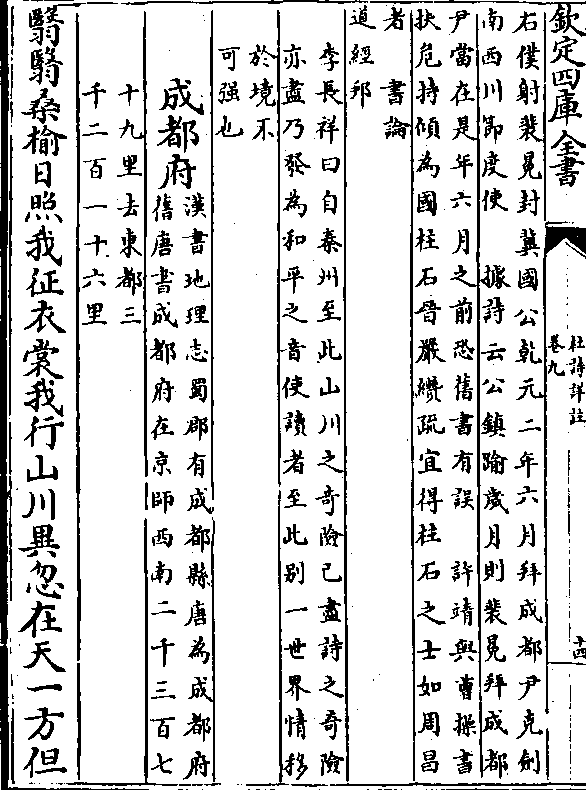 欽定四庫全書
杜詩詳註
卷九
十四
右僕射裴冕封冀國公乾元二年六月拜成都尹充劍
南西川節度使　據詩云公鎮踰歲月則裴冕拜成都
尹當在是年六月之前恐舊書有誤　許靖與曹操書
扶危持傾為國柱石晉嚴纘疏宜得柱石之士如周昌
者　書論
道經邦
李長祥曰自秦州至此山川之奇險已盡詩之奇險
亦盡乃發為和平之音使讀者至此别一世界情移
於境不
可强也
成都府
漢書地理志蜀郡有成都縣唐為成都府
舊唐書成都府在京師西南二千三百七
十九里去東都三
千二百一十六里
翳翳桑榆日照我征衣裳我行山川異忽在天一方但